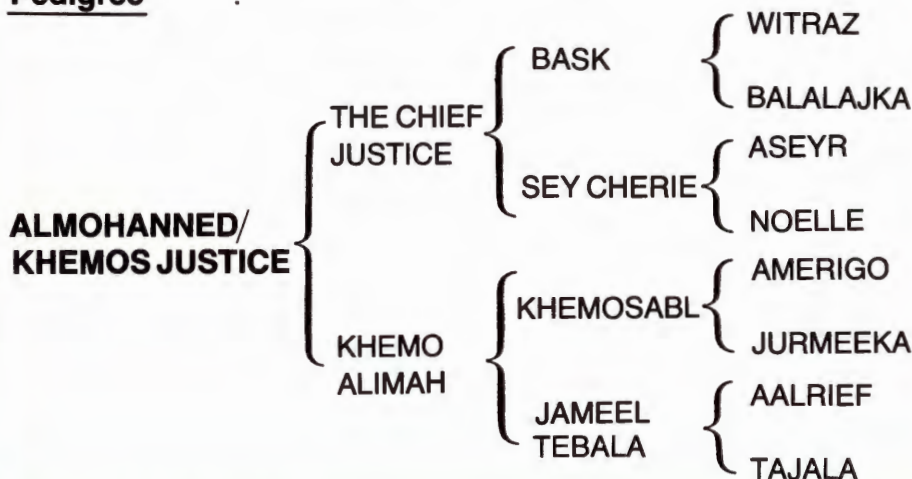 Pedigree
WITRAZ
BASK
BALALAJKA
THE CHIEF
JUSTICE
ASEYR
SEY CHERIE
NOELLE
ALMOHANNED/
KHEMOS JUSTICE
AMERIGO
KHEMOSABL
JURMEEKA
KHEMO
ALIMAH
AALRIEF
JAMEEL
TEBALA
TAJALA